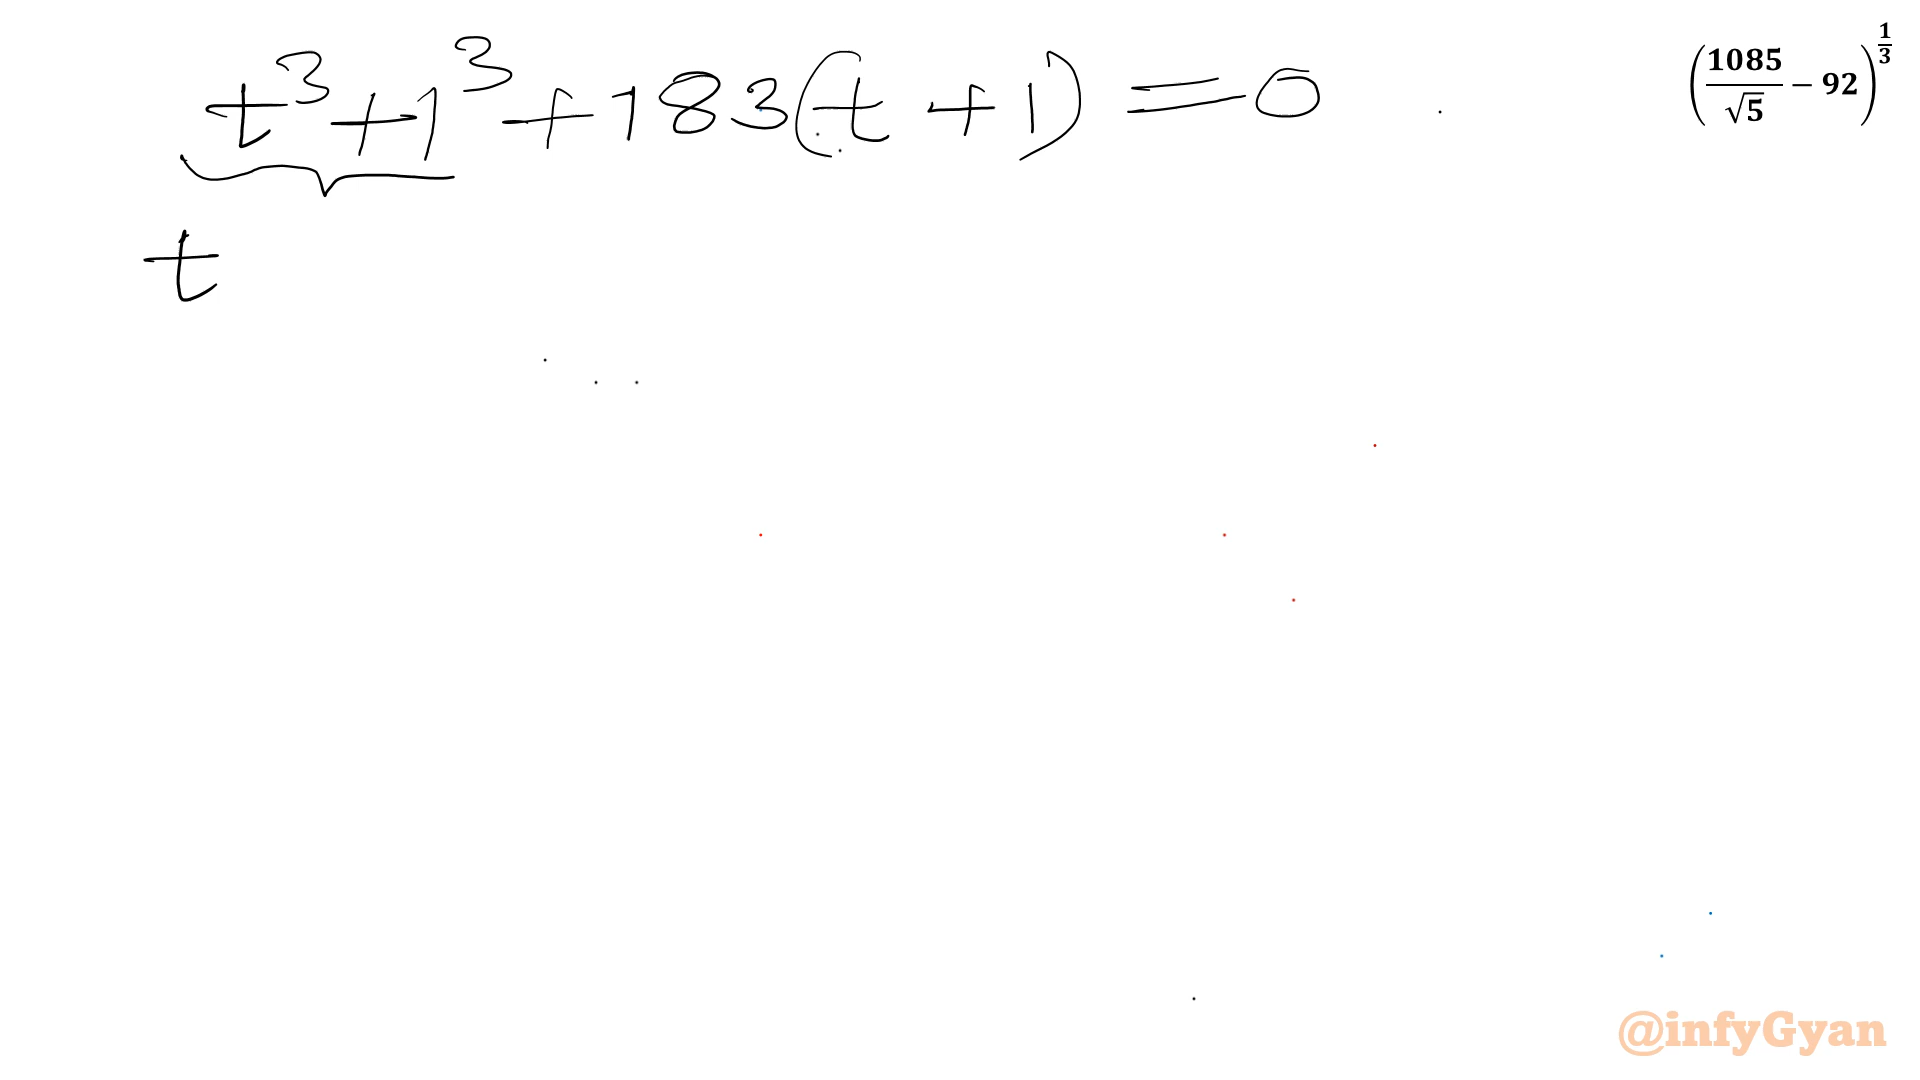 t³+1³+183(t+1)=0
(1085/√5 − 92)^(1/3)
t
@infyGyan